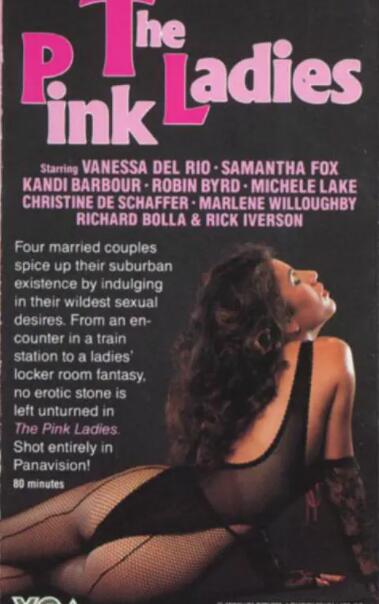 The
Pink Ladies
Starring VANESSA DEL RIO · SAMANTHA FOX
KANDI BARBOUR · ROBIN BYRD · MICHELE LAKE
CHRISTINE DE SCHAFFER · MARLENE WILLOUGHBY
RICHARD BOLLA & RICK IVERSON
Four married couples
spice up their suburban
existence by indulging
in their wildest sexual
desires. From an en-
counter in a train
station to a ladies'
locker room fantasy,
no erotic stone is
left unturned in
The Pink Ladies.
Shot entirely in
Panavision!
80 minutes